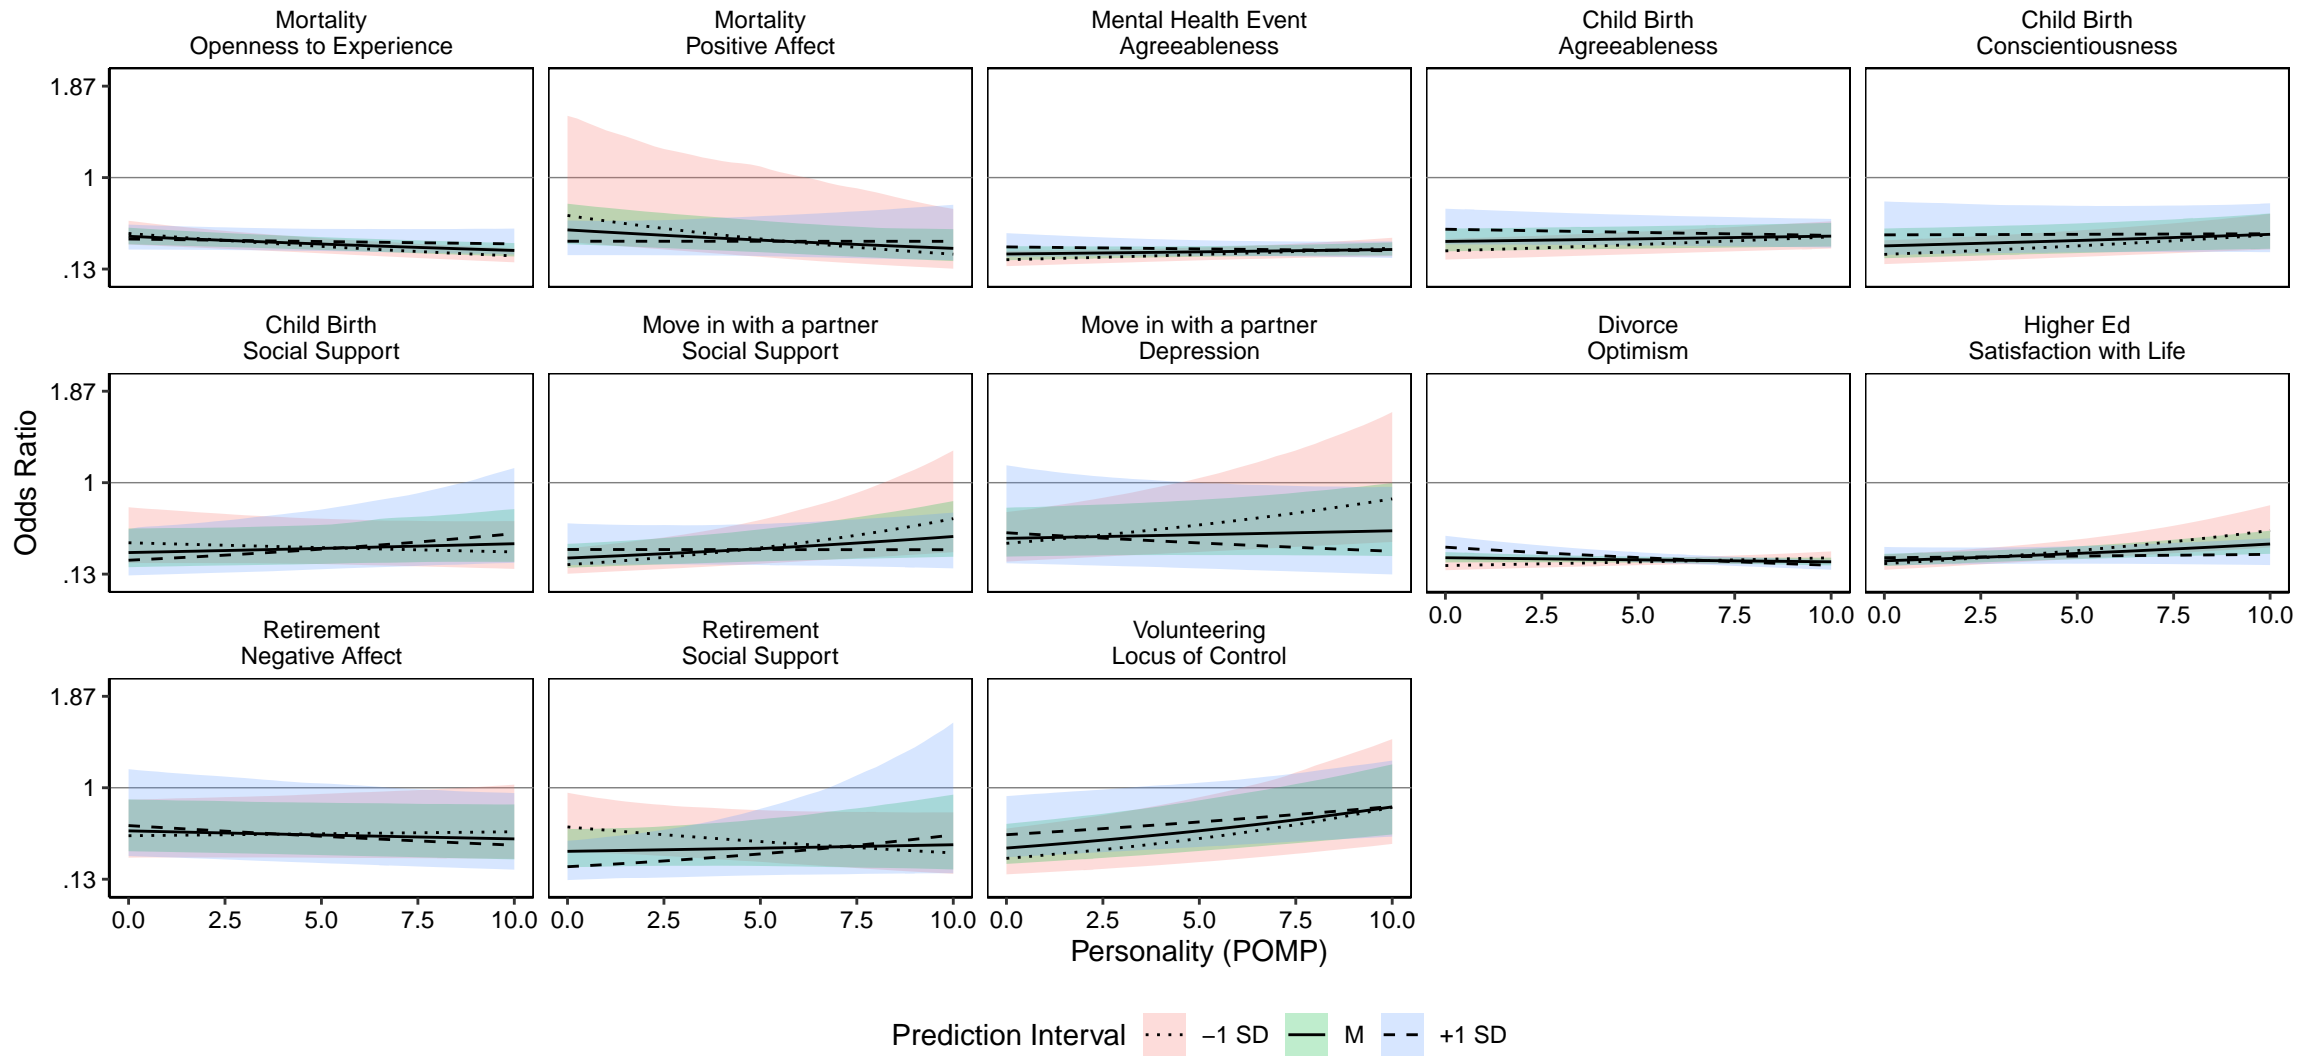 Mortality
Openness to Experience
Mortality
Positive Affect
Mental Health Event
Agreeableness
Child Birth
Agreeableness
Child Birth
Conscientiousness
1.87
1
.13
Child Birth
Social Support
Move in with a partner
Social Support
Move in with a partner
Depression
Divorce
Optimism
Higher Ed
Satisfaction with Life
1.87
1
.13
0.0 2.5 5.0 7.5 10.0
0.0 2.5 5.0 7.5 10.0
Retirement
Negative Affect
Retirement
Social Support
Volunteering
Locus of Control
1.87
1
.13
0.0 2.5 5.0 7.5 10.0
0.0 2.5 5.0 7.5 10.0
0.0 2.5 5.0 7.5 10.0
Odds Ratio
Personality (POMP)
Prediction Interval −1 SD M +1 SD